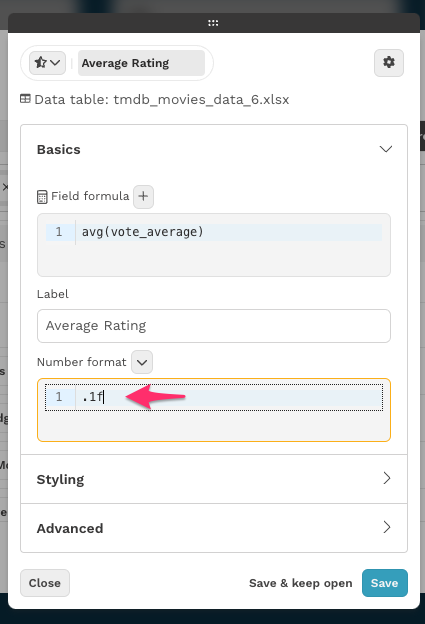 Average Rating
Data table: tmdb_movies_data_6.xlsx
Basics
Field formula +
1 avg(vote_average)
Label
Average Rating
Number format
1 .1f
Styling
Advanced
Close Save & keep open Save